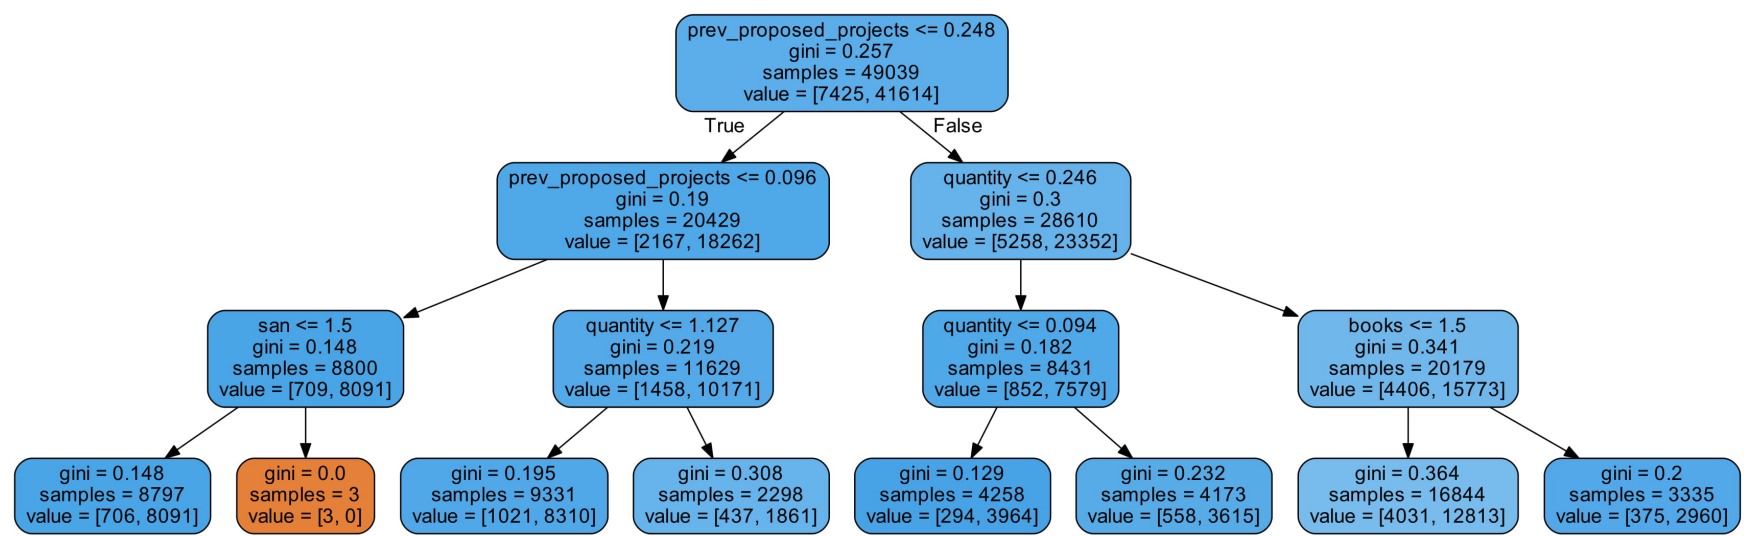 prev_proposed_projects <= 0.248
gini = 0.257
samples = 49039
value = [7425, 41614]
True
False
prev_proposed_projects <= 0.096
gini = 0.19
samples = 20429
value = [2167, 18262]
quantity <= 0.246
gini = 0.3
samples = 28610
value = [5258, 23352]
san <= 1.5
gini = 0.148
samples = 8800
value = [709, 8091]
quantity <= 1.127
gini = 0.219
samples = 11629
value = [1458, 10171]
quantity <= 0.094
gini = 0.182
samples = 8431
value = [852, 7579]
books <= 1.5
gini = 0.341
samples = 20179
value = [4406, 15773]
gini = 0.148
samples = 8797
value = [706, 8091]
gini = 0.0
samples = 3
value = [3, 0]
gini = 0.195
samples = 9331
value = [1021, 8310]
gini = 0.308
samples = 2298
value = [437, 1861]
gini = 0.129
samples = 4258
value = [294, 3964]
gini = 0.232
samples = 4173
value = [558, 3615]
gini = 0.364
samples = 16844
value = [4031, 12813]
gini = 0.2
samples = 3335
value = [375, 2960]